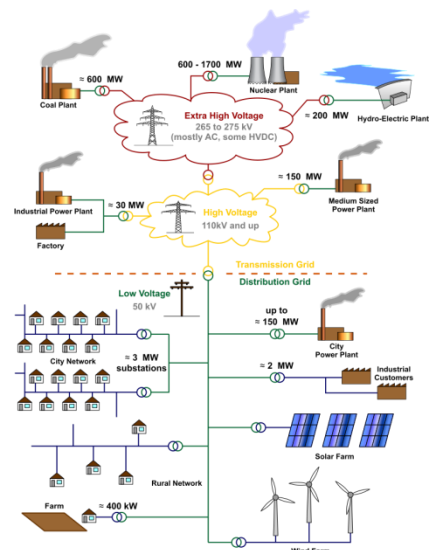 600 - 1700 MW
Nuclear Plant
≈ 600 MW
Coal Plant
Extra High Voltage
265 to 275 kV
(mostly AC, some HVDC)
≈ 200 MW
Hydro-Electric Plant
≈ 150 MW
Medium Sized
Power Plant
≈ 30 MW
Industrial Power Plant
Factory
High Voltage
110kV and up
Transmission Grid
Distribution Grid
Low Voltage
50 kV
City Network
≈ 3 MW
substations
up to
≈ 150 MW
City
Power Plant
≈ 2 MW
Industrial
Customers
Solar Farm
Rural Network
Farm
≈ 400 kW
Wind Farm